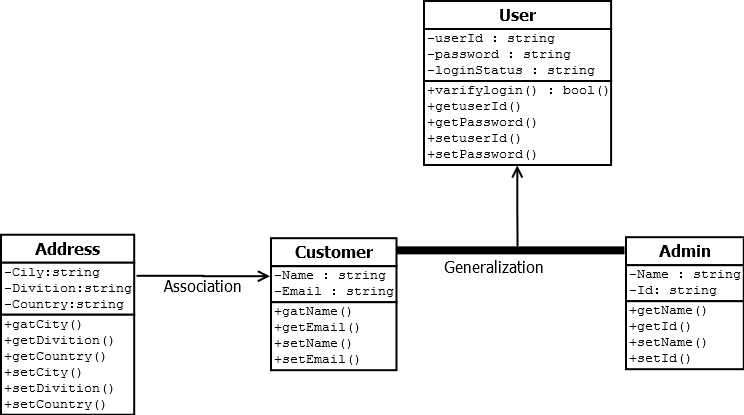 User
-userId : string
-password : string
-loginStatus : string
+varifylogin() : bool()
+getuserId()
+getPassword()
+setuserId()
+setPassword()
Address
-Cily:string
-Divition:string
-Country:string
+gatCity()
+getDivition()
+getCountry()
+setCity()
+setDivition()
+setCountry()
Association
Customer
-Name : string
-Email : string
+gatName()
+getEmail()
+setName()
+setEmail()
Generalization
Admin
-Name : string
-Id: string
+getName()
+getId()
+setName()
+setId()